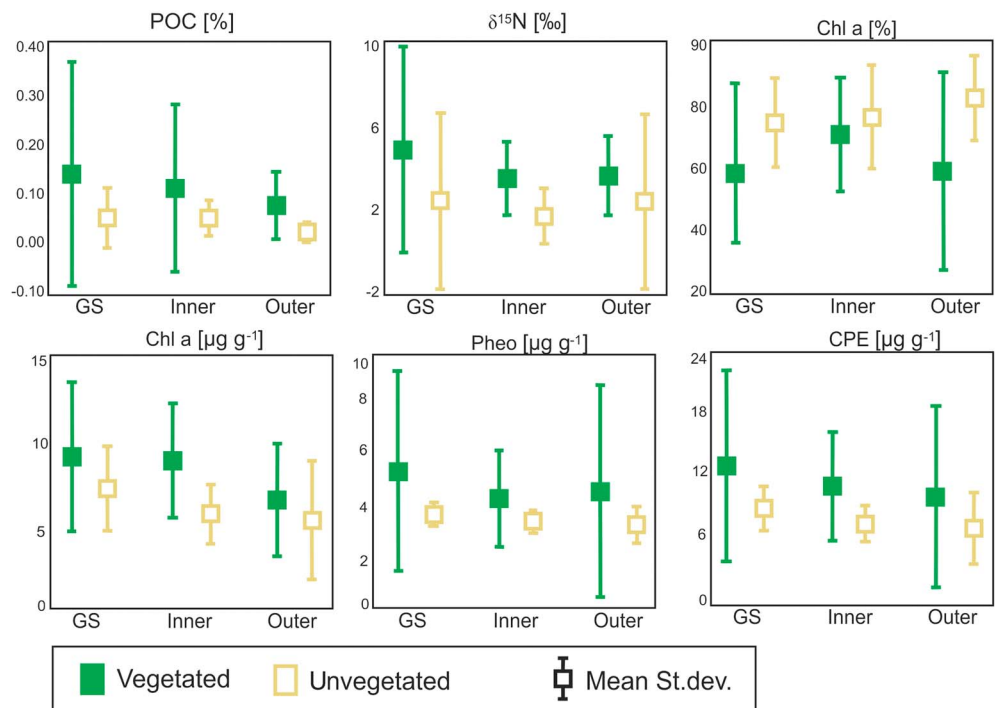 POC [%]
0.40
0.30
0.20
0.10
0.00
-0.10
GS Inner Outer
δ¹⁵N [‰]
10
6
2
-2
GS Inner Outer
Chl a [%]
90
80
60
40
20
GS Inner Outer
Chl a [µg g⁻¹]
15
10
5
0
GS Inner Outer
Pheo [µg g⁻¹]
10
8
6
4
2
0
GS Inner Outer
CPE [µg g⁻¹]
24
18
12
6
0
GS Inner Outer
Vegetated Unvegetated Mean St.dev.